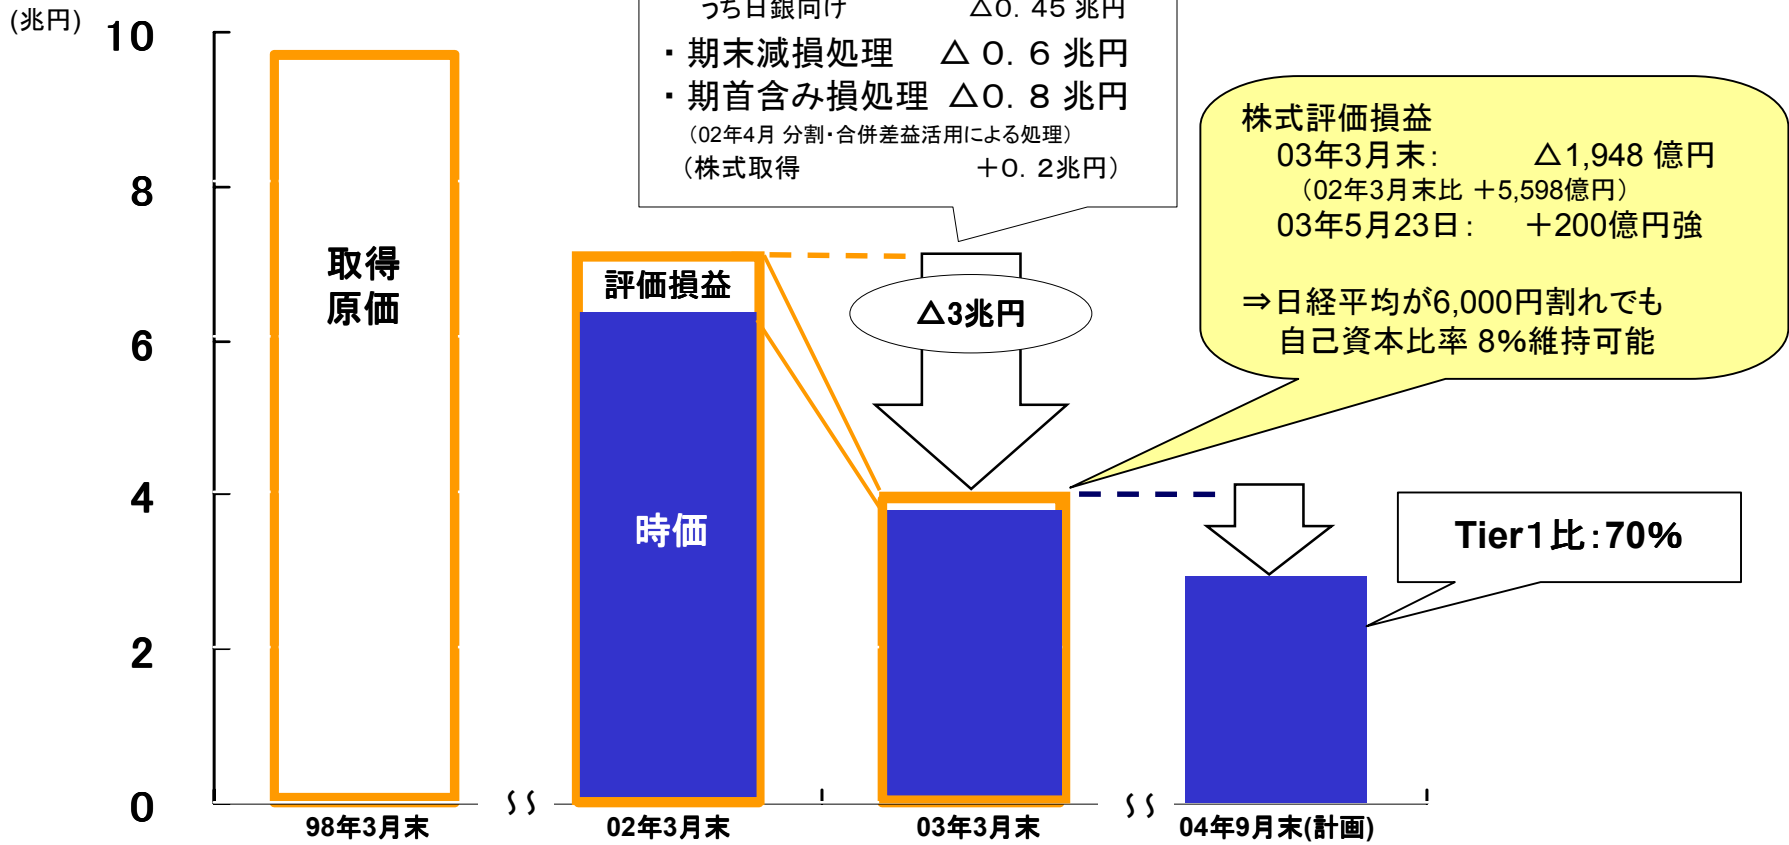 (兆円)
うち日銀向け △0. 45 兆円
・ 期末減損処理 △ 0. 6 兆円
・ 期首含み損処理 △0. 8 兆円
（02年4月 分割・合併差益活用による処理）
（株式取得 ＋0. 2兆円）
株式評価損益
03年3月末： △1,948 億円
（02年3月末比 ＋5,598億円）
03年5月23日： ＋200億円強
⇒日経平均が6,000円割れでも
自己資本比率 8%維持可能
10
8
6
4
2
0
取得
原価
評価損益
時価
△3兆円
Tier1比：70%
98年3月末
02年3月末
03年3月末
04年9月末(計画)